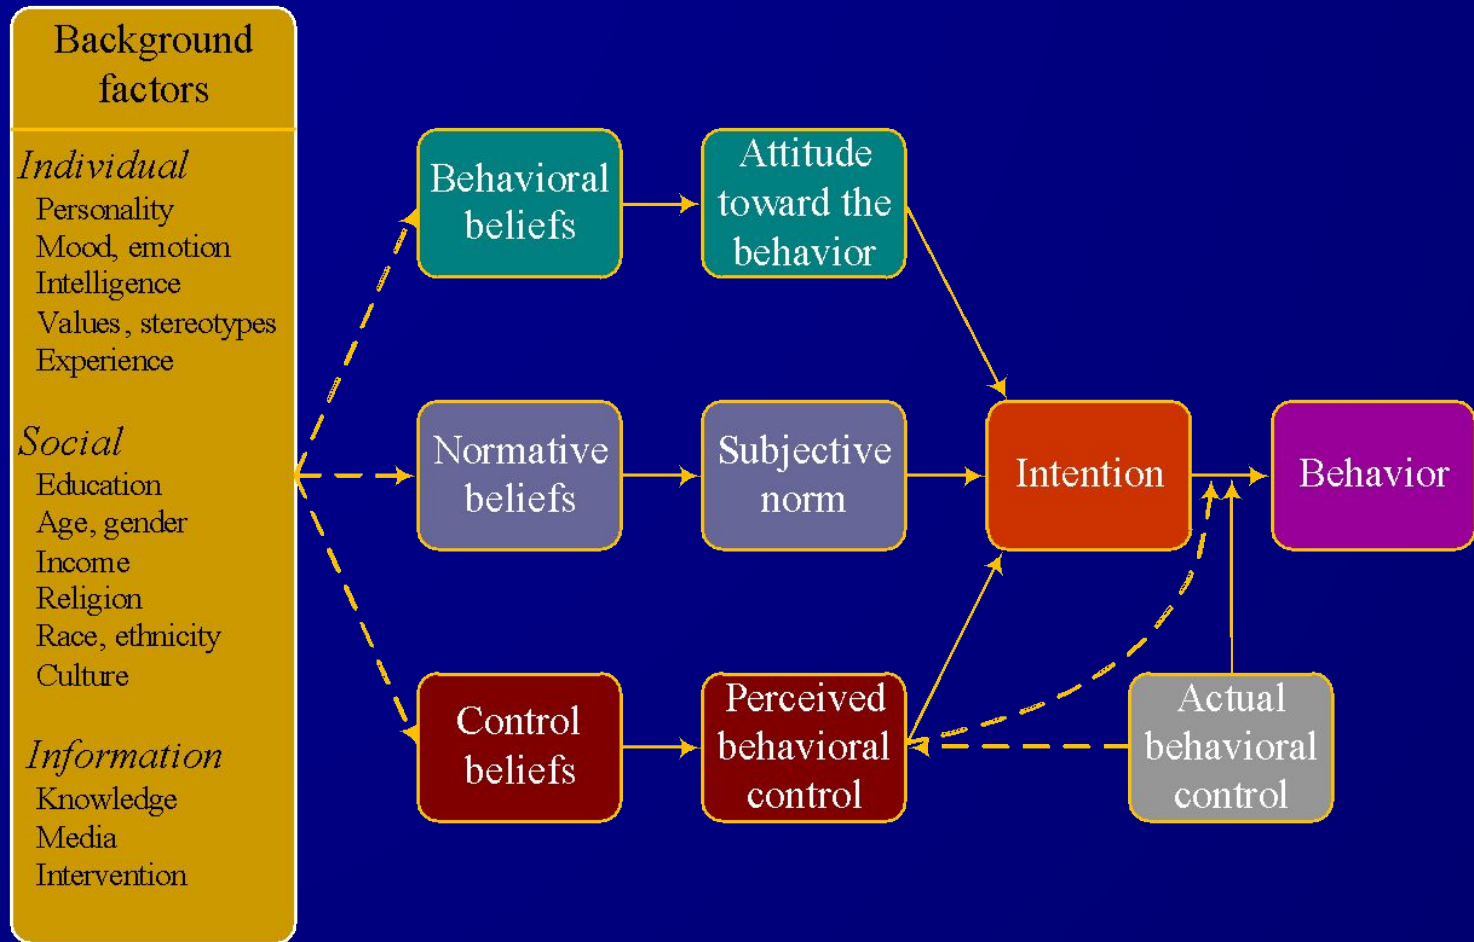 Background
factors
Individual
Personality
Mood, emotion
Intelligence
Values, stereotypes
Experience
Social
Education
Age, gender
Income
Religion
Race, ethnicity
Culture
Information
Knowledge
Media
Intervention
Behavioral
beliefs
Attitude
toward the
behavior
Normative
beliefs
Subjective
norm
Intention
Behavior
Control
beliefs
Perceived
behavioral
control
Actual
behavioral
control